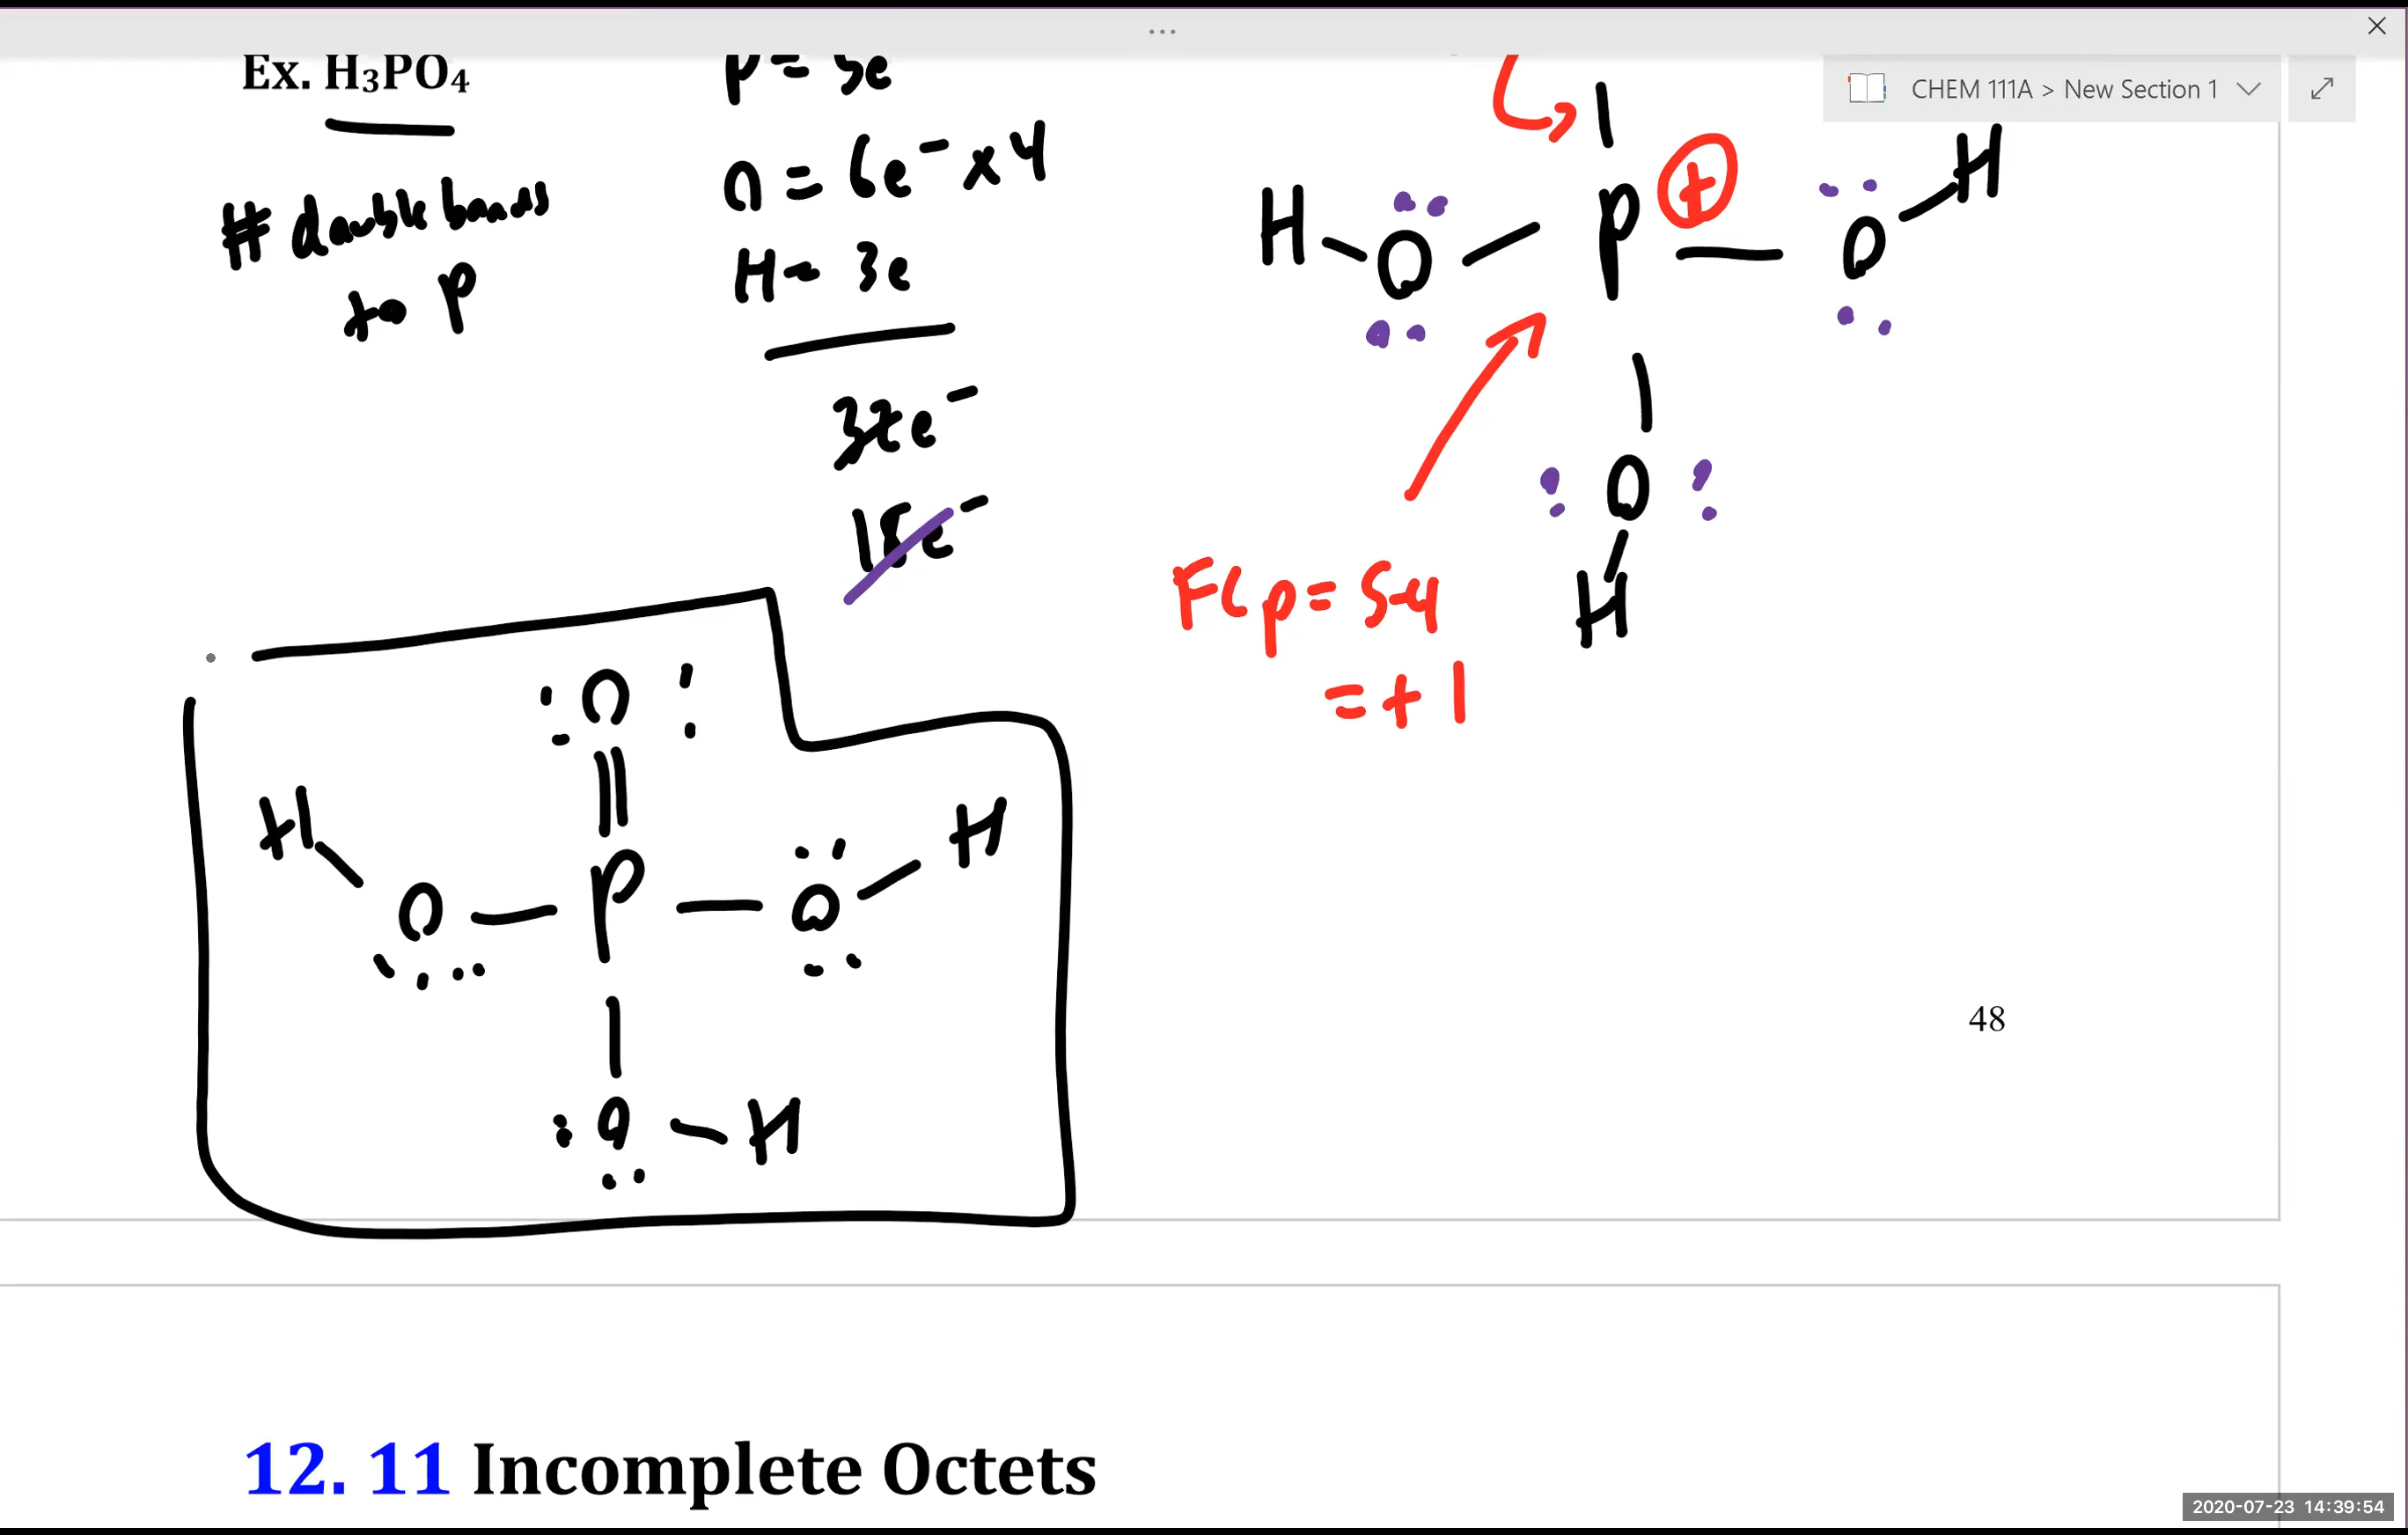 Ex. H₃PO₄
P = 5e
CHEM 111A > New Section 1
# double bonds
to P
O = 6e⁻ x 4
H = 3e
32e⁻
18e⁻
H
O
P
+
O
H
O
H
FCp = 5-4
= +1
O
H
O
P
O
H
O
H
48
12. 11 Incomplete Octets
2020-07-23 14:39:54